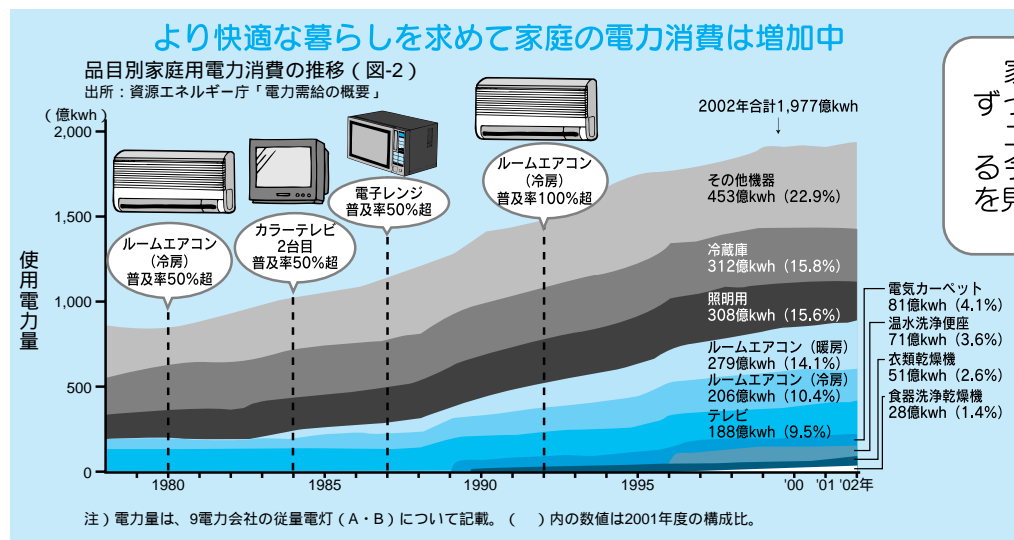 より快適な暮らしを求めて家庭の電力消費は増加中
品目別家庭用電力消費の推移（図-2）
出所：資源エネルギー庁「電力需給の概要」
（億kwh）
2,000
1,500
1,000
500
0
使用電力量
ルームエアコン
（冷房）
普及率50%超
カラーテレビ
2台目
普及率50%超
電子レンジ
普及率50%超
ルームエアコン
（冷房）
普及率100%超
2002年合計1,977億kwh
その他機器
453億kwh（22.9%）
冷蔵庫
312億kwh（15.8%）
照明用
308億kwh（15.6%）
ルームエアコン（暖房）
279億kwh（14.1%）
ルームエアコン（冷房）
206億kwh（10.4%）
テレビ
188億kwh（9.5%）
電気カーペット
81億kwh（4.1%）
温水洗浄便座
71億kwh（3.6%）
衣類乾燥機
51億kwh（2.6%）
食器洗浄乾燥機
28億kwh（1.4%）
1980
1985
1990
1995
'00
'01
'02年
注）電力量は、9電力会社の従量電灯（A・B）について記載。（　）内の数値は2001年度の構成比。
ずっ
る
を見